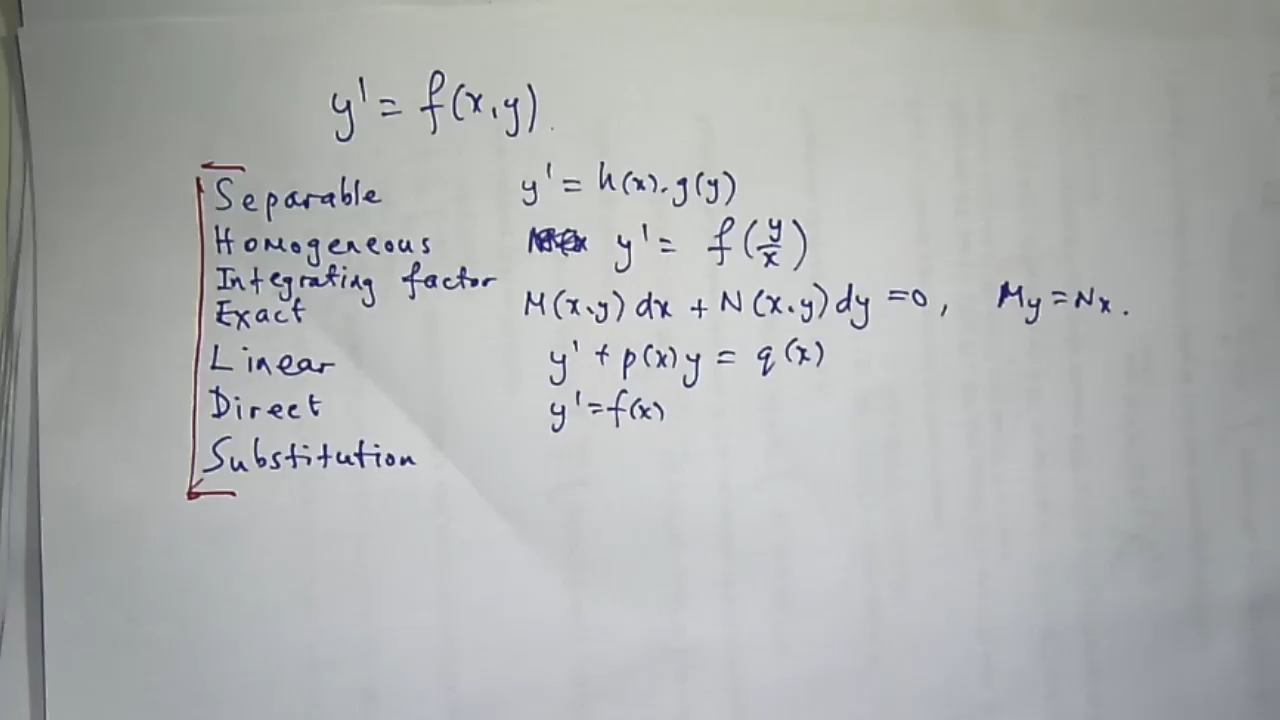 y' = f(x,y).
Separable y' = h(x).g(y)
Homogeneous y' = f(y/x)
Integrating factor
Exact M(x,y)dx + N(x,y)dy =0, My = Nx.
Linear y' + p(x)y = q(x)
Direct y'=f(x)
Substitution